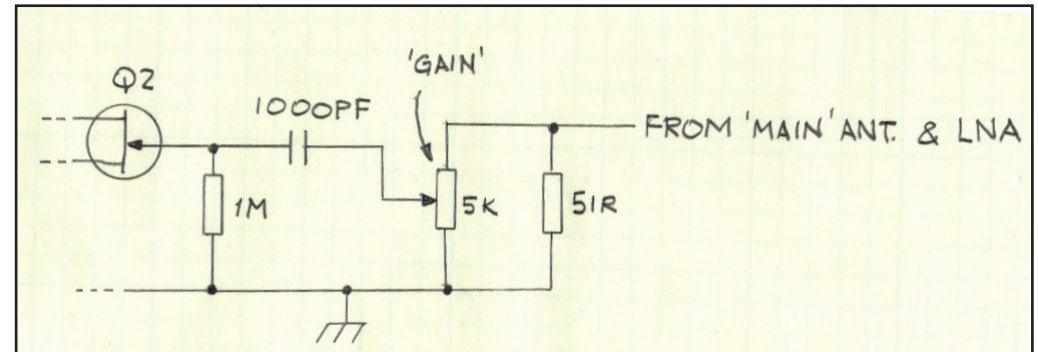 'GAIN'
Q2
1000PF
FROM 'MAIN' ANT. & LNA
1M
5K
51R